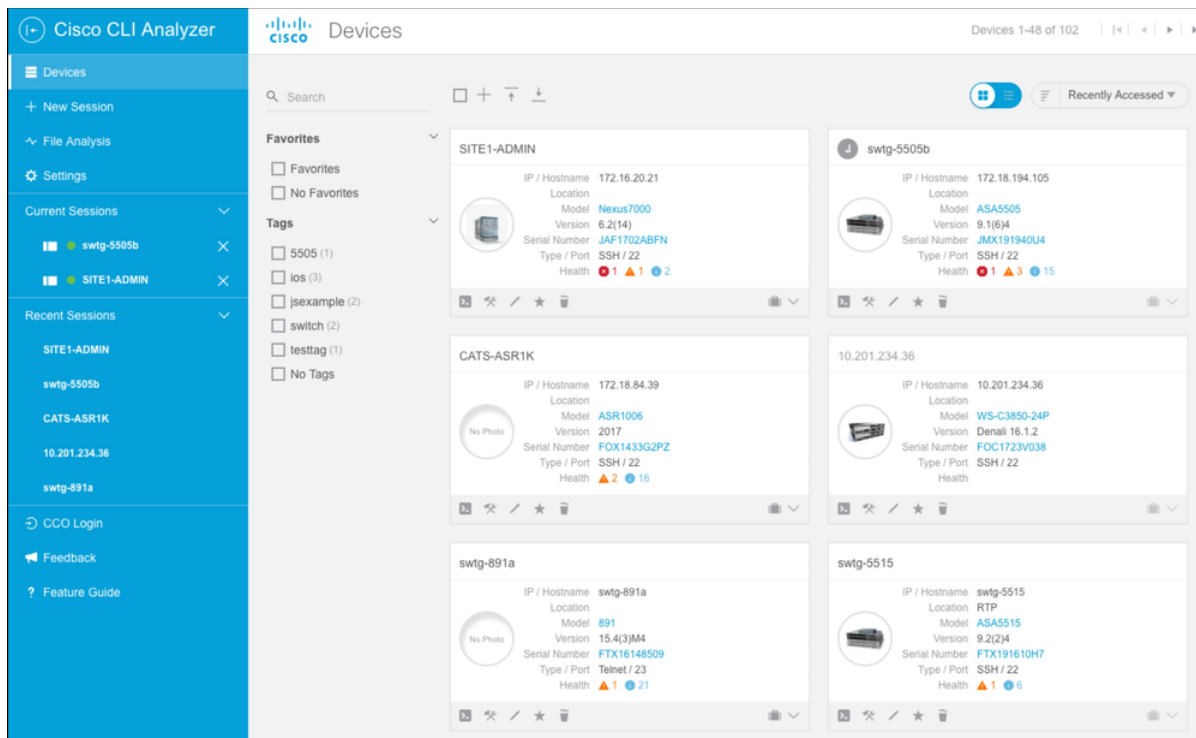 Cisco CLI Analyzer
Devices
New Session
File Analysis
Settings
Current Sessions
swtg-5505b
SITE1-ADMIN
Recent Sessions
SITE1-ADMIN
swtg-5505b
CATS-ASR1K
10.201.234.36
swtg-891a
CCO Login
Feedback
? Feature Guide
CISCO Devices
Devices 1-48 of 102
Search
Recently Accessed
Favorites
Favorites
No Favorites
Tags
5505 (1)
ios (3)
jsexample (2)
switch (2)
testtag (1)
No Tags
SITE1-ADMIN
IP / Hostname 172.16.20.21
Location
Model Nexus7000
Version 6.2(14)
Serial Number JAF1702ABFN
Type / Port SSH / 22
Health 1 1 2
J swtg-5505b
IP / Hostname 172.18.194.105
Location
Model ASA5505
Version 9.1(6)4
Serial Number JMX191940U4
Type / Port SSH / 22
Health 1 3 15
CATS-ASR1K
No Photo
IP / Hostname 172.18.84.39
Location
Model ASR1006
Version 2017
Serial Number FOX1433G2PZ
Type / Port SSH / 22
Health 2 16
10.201.234.36
IP / Hostname 10.201.234.36
Location
Model WS-C3850-24P
Version Denali 16.1.2
Serial Number FOC1723V038
Type / Port SSH / 22
Health
swtg-891a
No Photo
IP / Hostname swtg-891a
Location
Model 891
Version 15.4(3)M4
Serial Number FTX16148509
Type / Port Telnet / 23
Health 1 21
swtg-5515
IP / Hostname swtg-5515
Location RTP
Model ASA5515
Version 9.2(2)4
Serial Number FTX191610H7
Type / Port SSH / 22
Health 1 6